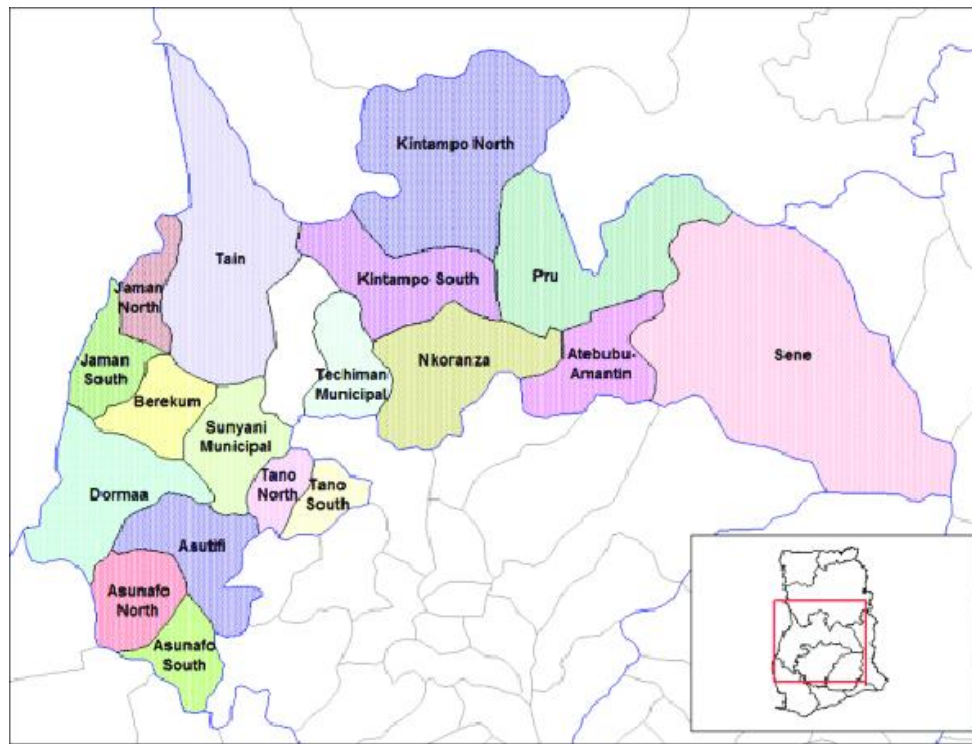 Kintampo North
Tain
Kintampo South
Pru
Jaman
North
Jaman
South
Techiman
Municipal
Nkoranza
Atebubu-
Amantin
Sene
Berekum
Sunyani
Municipal
Tano
North
Tano
South
Dormaa
Asutifi
Asunafo
North
Asunafo
South